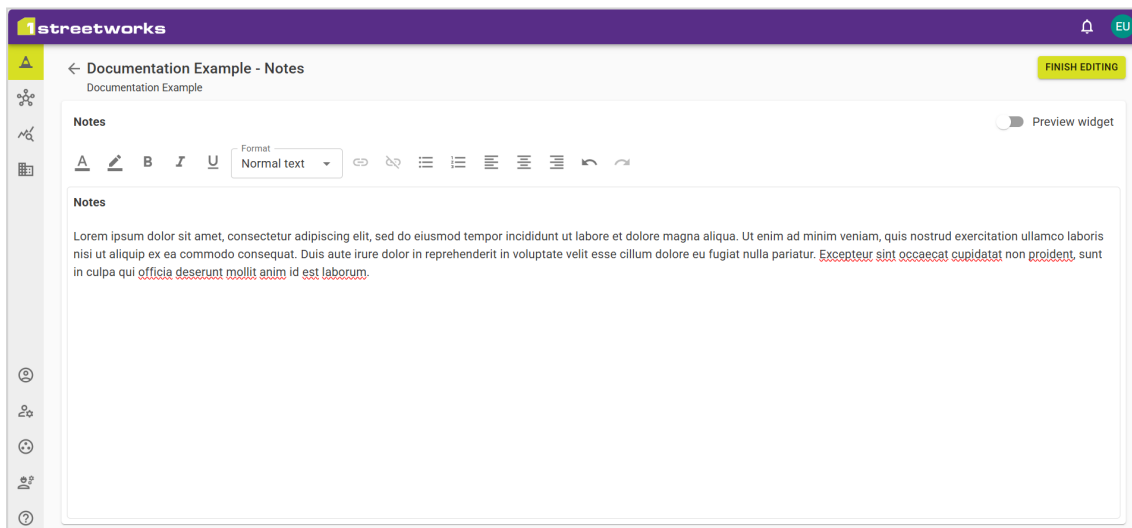 1streetworks
EU
Documentation Example - Notes
FINISH EDITING
Documentation Example
Notes
Preview widget
A B I U
Format
Normal text
Notes
Lorem ipsum dolor sit amet, consectetur adipiscing elit, sed do eiusmod tempor incididunt ut labore et dolore magna aliqua. Ut enim ad minim veniam, quis nostrud exercitation ullamco laboris
nisi ut aliquip ex ea commodo consequat. Duis aute irure dolor in reprehenderit in voluptate velit esse cillum dolore eu fugiat nulla pariatur. Excepteur sint occaecat cupidatat non proident, sunt
in culpa qui officia deserunt mollit anim id est laborum.